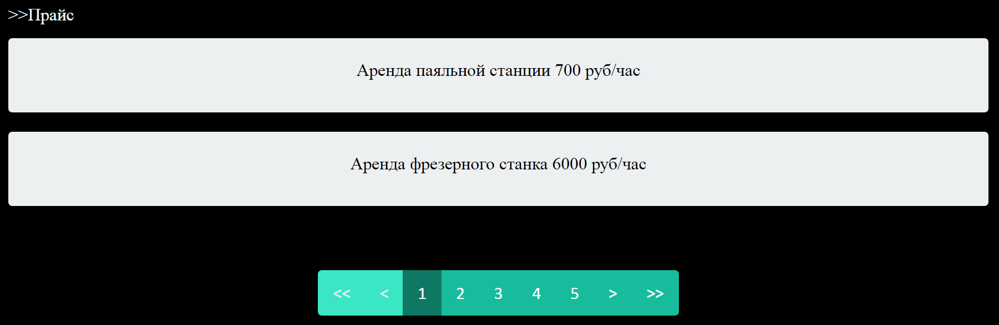 >>Прайс
Аренда паяльной станции 700 руб/час
Аренда фрезерного станка 6000 руб/час
<< < 1 2 3 4 5 > >>